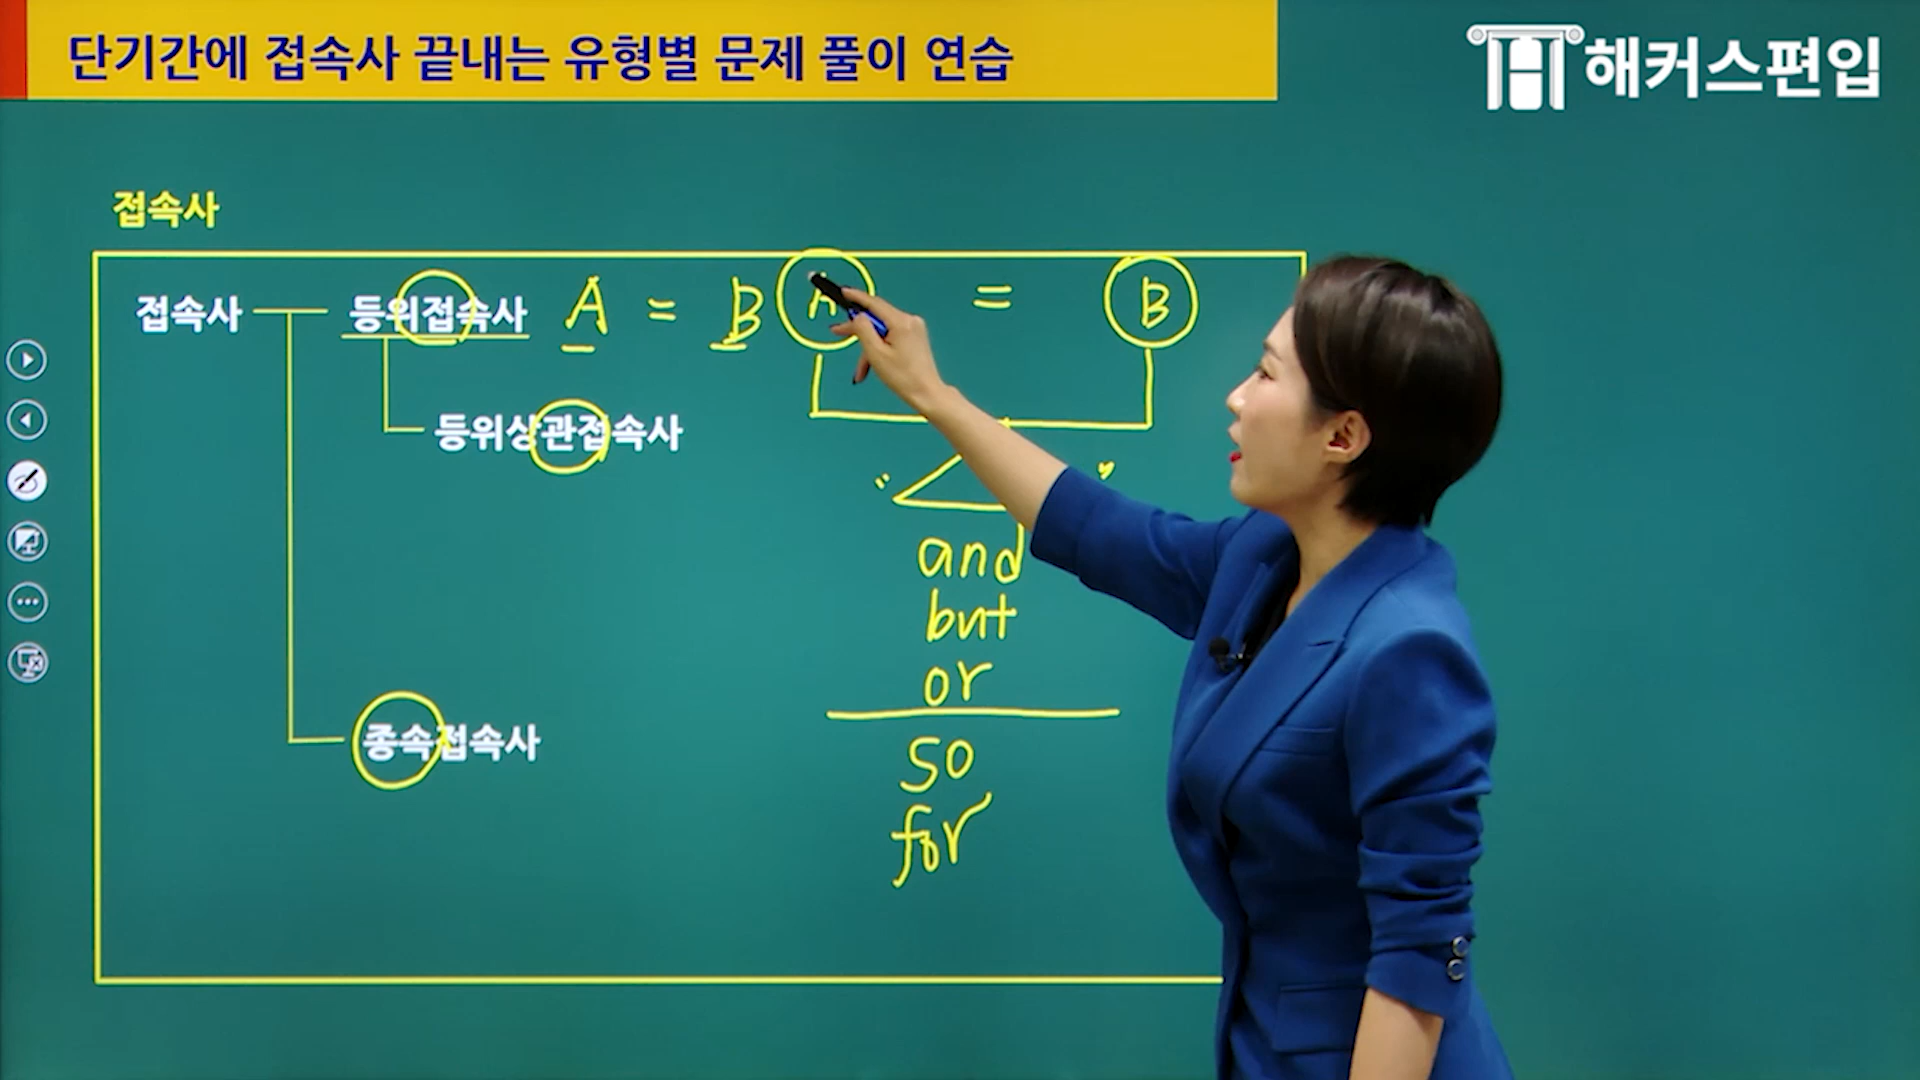 단기간에 접속사 끝내는 유형별 문제 풀이 연습
해커스편입
접속사
접속사 등위접속사 A = B A = B
등위상관접속사
and
but
or
종속접속사
so
for